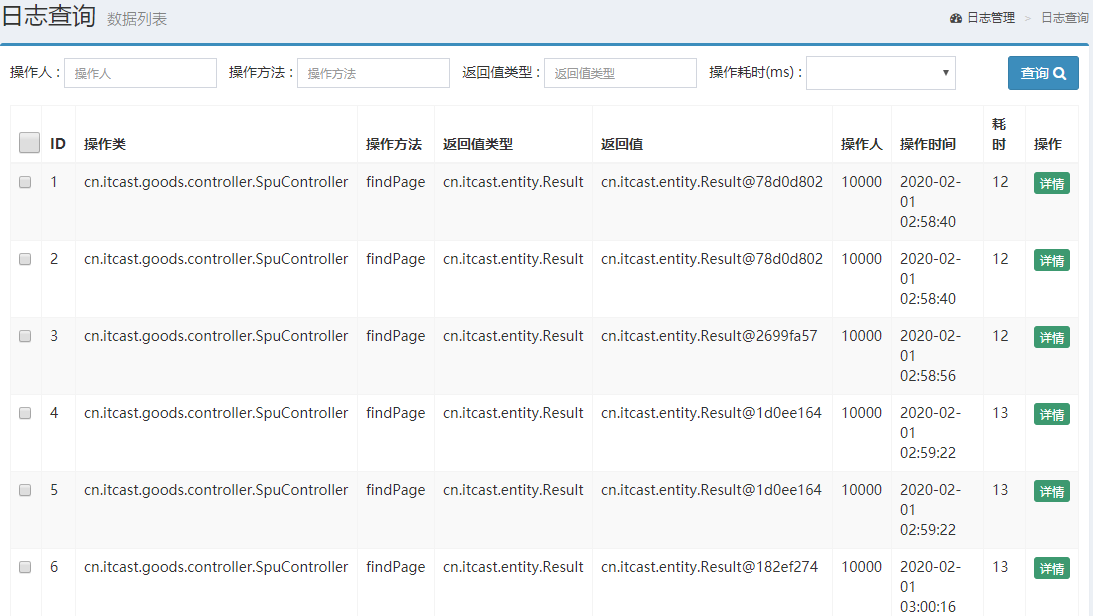 日志查询 数据列表 日志管理 > 日志查询
操作人 : 操作人 操作方法 : 操作方法 返回值类型 : 返回值类型 操作耗时(ms) : 查询
ID 操作类 操作方法 返回值类型 返回值 操作人 操作时间 耗时 操作
1 cn.itcast.goods.controller.SpuController findPage cn.itcast.entity.Result cn.itcast.entity.Result@78d0d802 10000 2020-02-01 02:58:40 12 详情
2 cn.itcast.goods.controller.SpuController findPage cn.itcast.entity.Result cn.itcast.entity.Result@78d0d802 10000 2020-02-01 02:58:40 12 详情
3 cn.itcast.goods.controller.SpuController findPage cn.itcast.entity.Result cn.itcast.entity.Result@2699fa57 10000 2020-02-01 02:58:56 12 详情
4 cn.itcast.goods.controller.SpuController findPage cn.itcast.entity.Result cn.itcast.entity.Result@1d0ee164 10000 2020-02-01 02:59:22 13 详情
5 cn.itcast.goods.controller.SpuController findPage cn.itcast.entity.Result cn.itcast.entity.Result@1d0ee164 10000 2020-02-01 02:59:22 13 详情
6 cn.itcast.goods.controller.SpuController findPage cn.itcast.entity.Result cn.itcast.entity.Result@182ef274 10000 2020-02-01 03:00:16 13 详情